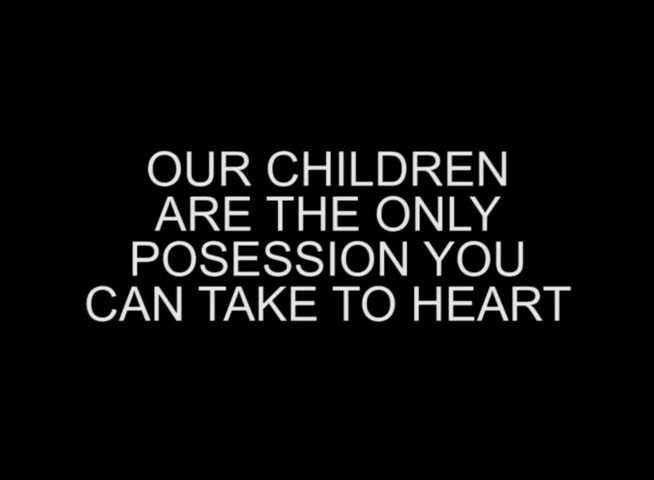 OUR CHILDREN
ARE THE ONLY
POSESSION YOU
CAN TAKE TO HEART